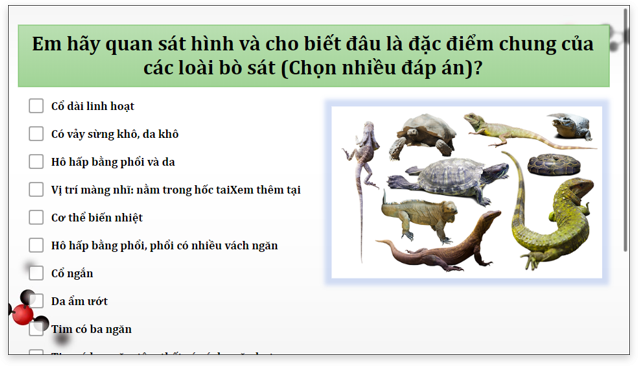 Em hãy quan sát hình và cho biết đâu là đặc điểm chung của
các loài bò sát (Chọn nhiều đáp án)?
Cổ dài linh hoạt
Có vảy sừng khô, da khô
Hô hấp bằng phổi và da
Vị trí màng nhĩ: nằm trong hốc taiXem thêm tại
Cơ thể biến nhiệt
Hô hấp bằng phổi, phổi có nhiều vách ngăn
Cổ ngắn
Da ẩm ướt
Tim có ba ngăn